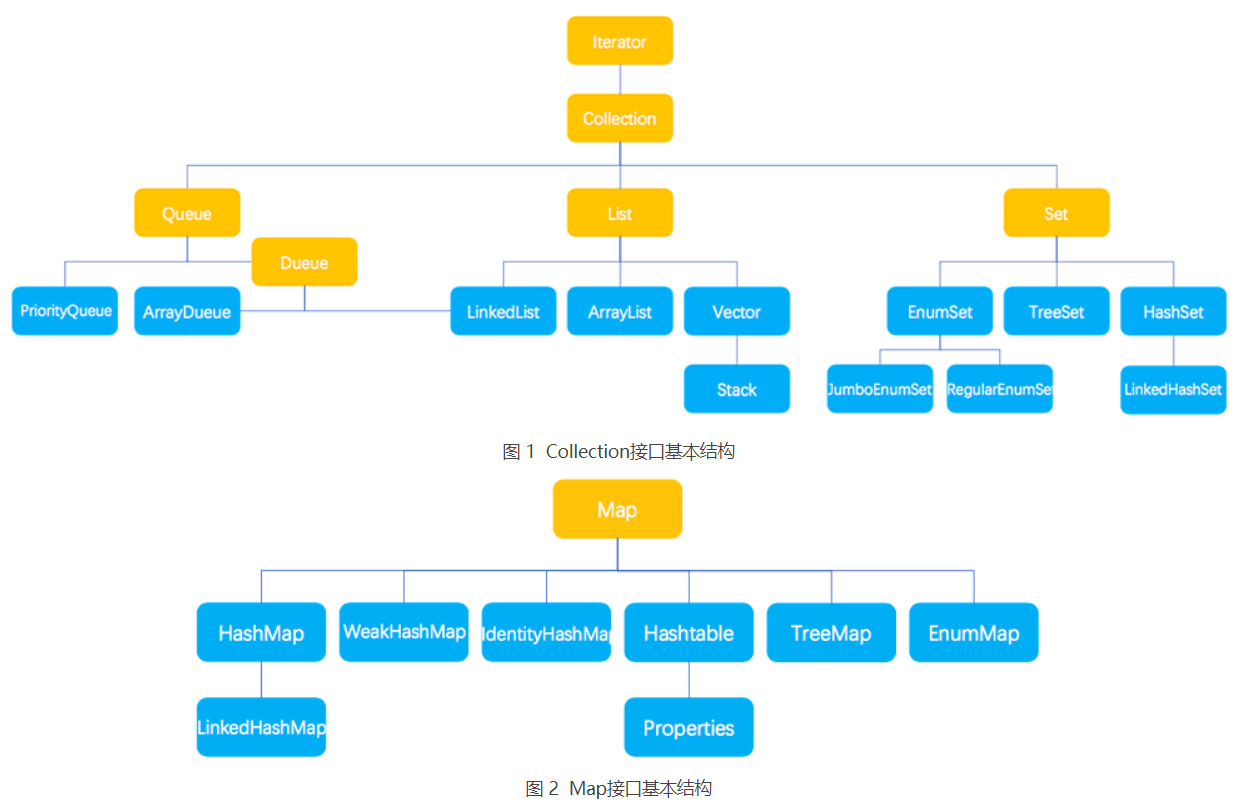 Iterator
Collection
Queue
List
Set
Dueue
PriorityQueue
ArrayDueue
LinkedList
ArrayList
Vector
EnumSet
TreeSet
HashSet
Stack
JumboEnumSet
RegularEnumSet
LinkedHashSet
图 1 Collection接口基本结构
Map
HashMap
WeakHashMap
IdentityHashMap
Hashtable
TreeMap
EnumMap
LinkedHashMap
Properties
图 2 Map接口基本结构